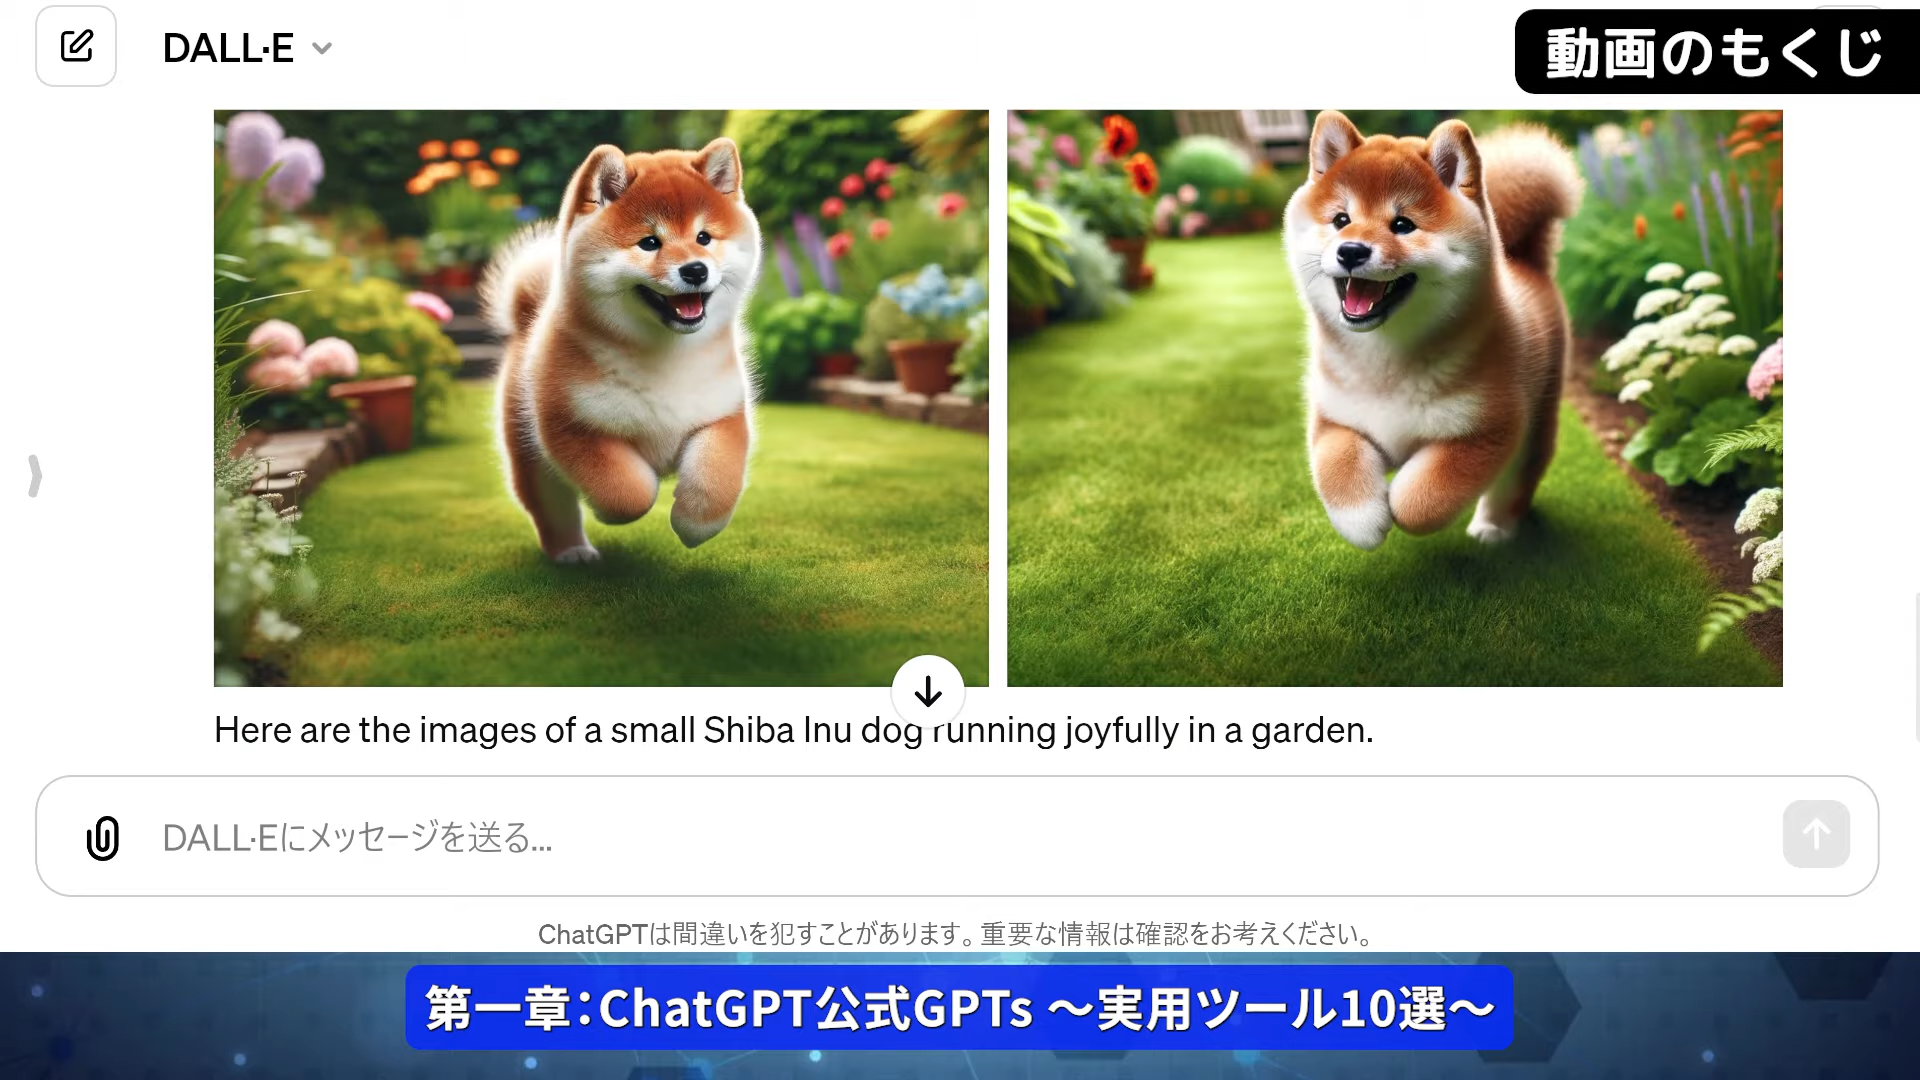 DALL·E
動画のもくじ
Here are the images of a small Shiba Inu dog running joyfully in a garden.
DALL·Eにメッセージを送る...
ChatGPTは間違いを犯すことがあります。重要な情報は確認をお考えください。
第一章：ChatGPT公式GPTs ～実用ツール10選～